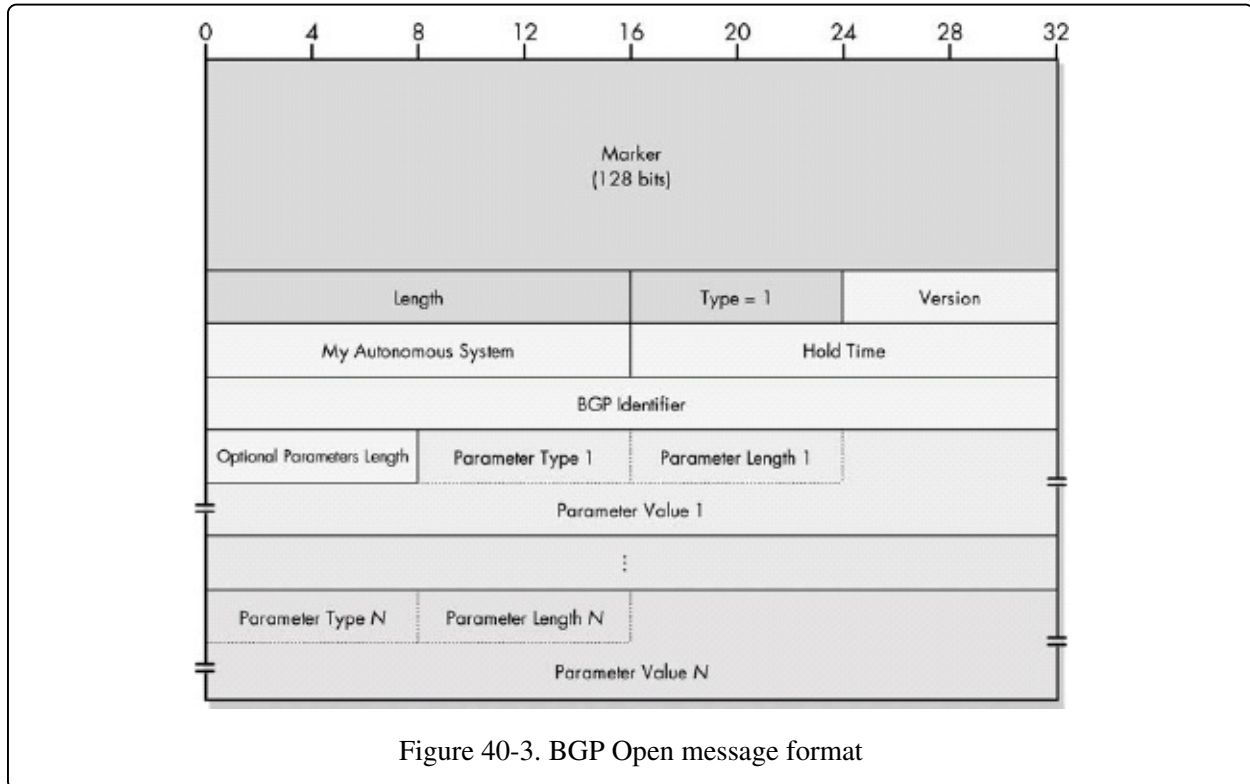 0 4 8 12 16 20 24 28 32
Marker
(128 bits)
Length Type = 1 Version
My Autonomous System Hold Time
BGP Identifier
Optional Parameters Length Parameter Type 1 Parameter Length 1
Parameter Value 1
⋮
Parameter Type N Parameter Length N
Parameter Value N
Figure 40-3. BGP Open message format